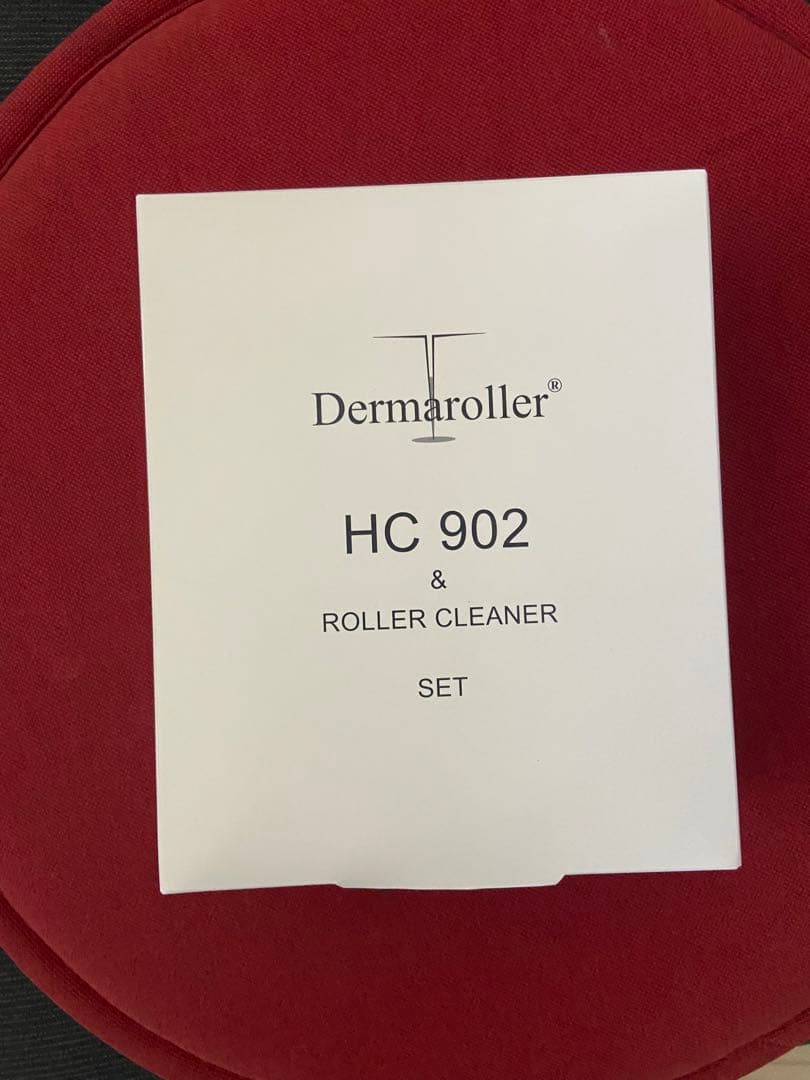 Dermaroller®
HC 902
&
ROLLER CLEANER
SET